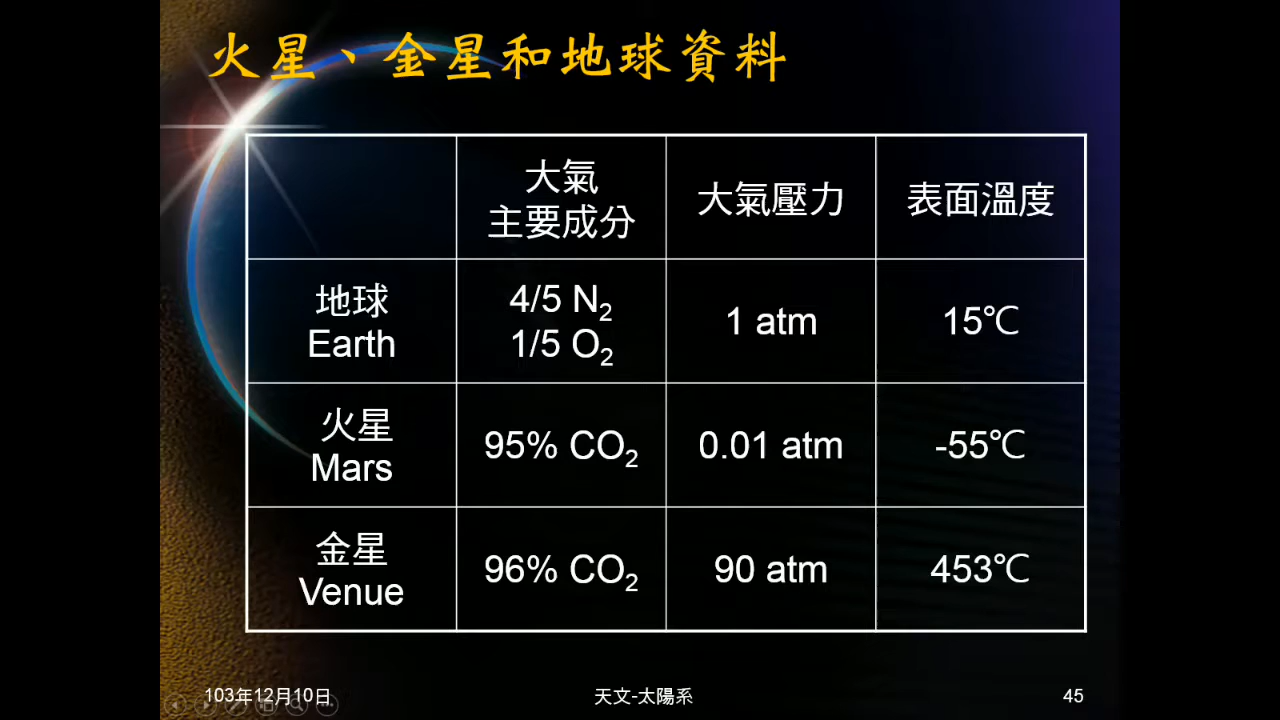 火星、金星和地球資料
大氣
主要成分
大氣壓力
表面溫度
地球
Earth
4/5 N₂
1/5 O₂
1 atm
15℃
火星
Mars
95% CO₂
0.01 atm
-55℃
金星
Venue
96% CO₂
90 atm
453℃
103年12月10日
天文-太陽系
45